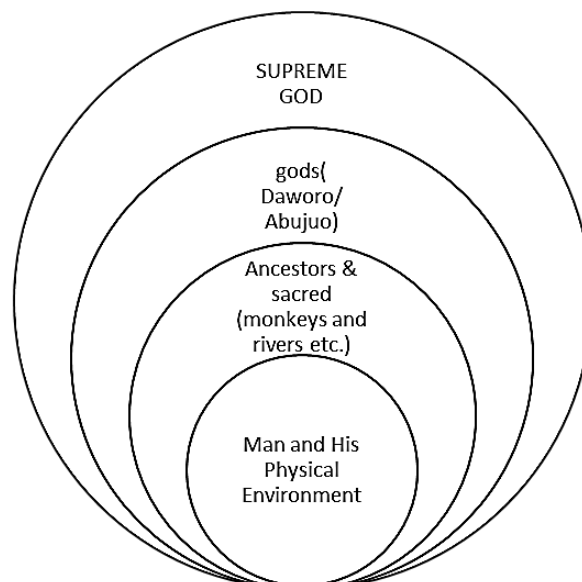 SUPREME
GOD
gods(
Daworo/
Abujuo)
Ancestors &
sacred
(monkeys and
rivers etc.)
Man and His
Physical
Environment